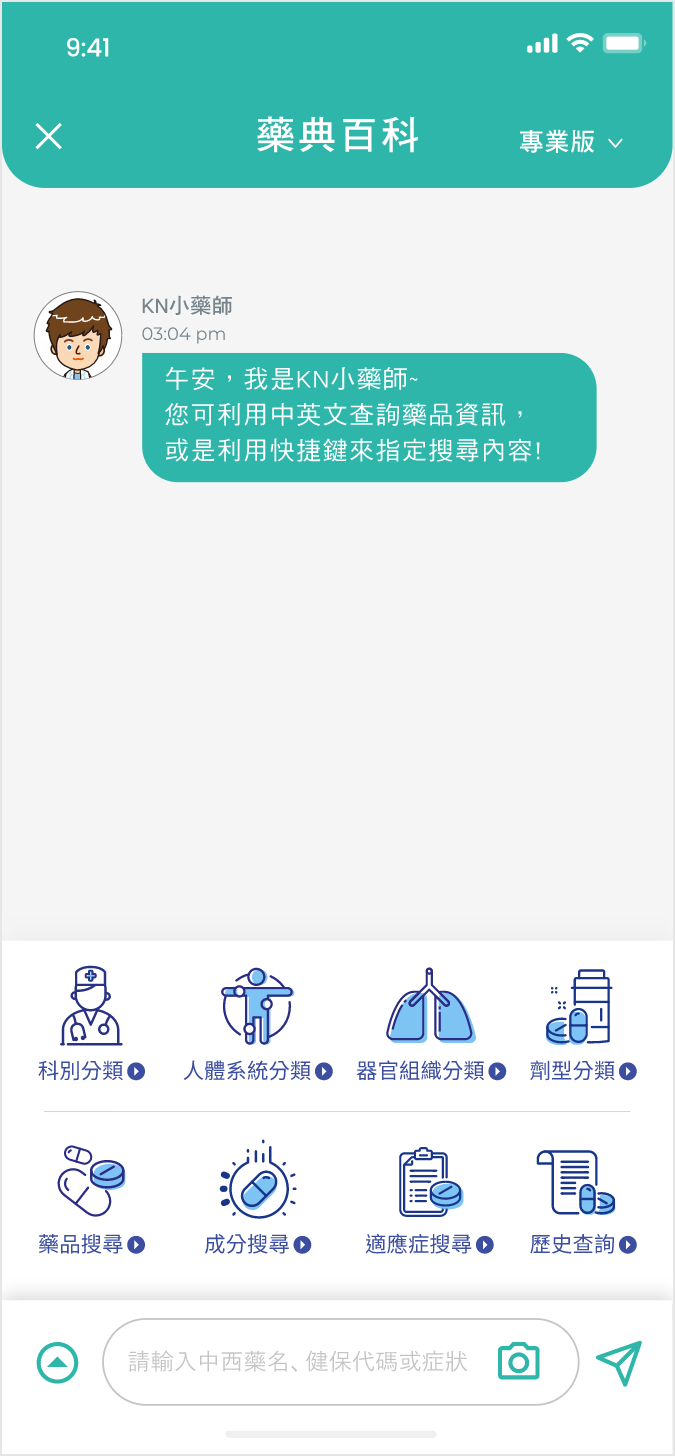 9:41
藥典百科
專業版
KN小藥師
03:04 pm
午安，我是KN小藥師~
您可利用中英文查詢藥品資訊，
或是利用快捷鍵來指定搜尋內容!
科別分類
人體系統分類
器官組織分類
劑型分類
藥品搜尋
成分搜尋
適應症搜尋
歷史查詢
請輸入中西藥名、健保代碼或症狀